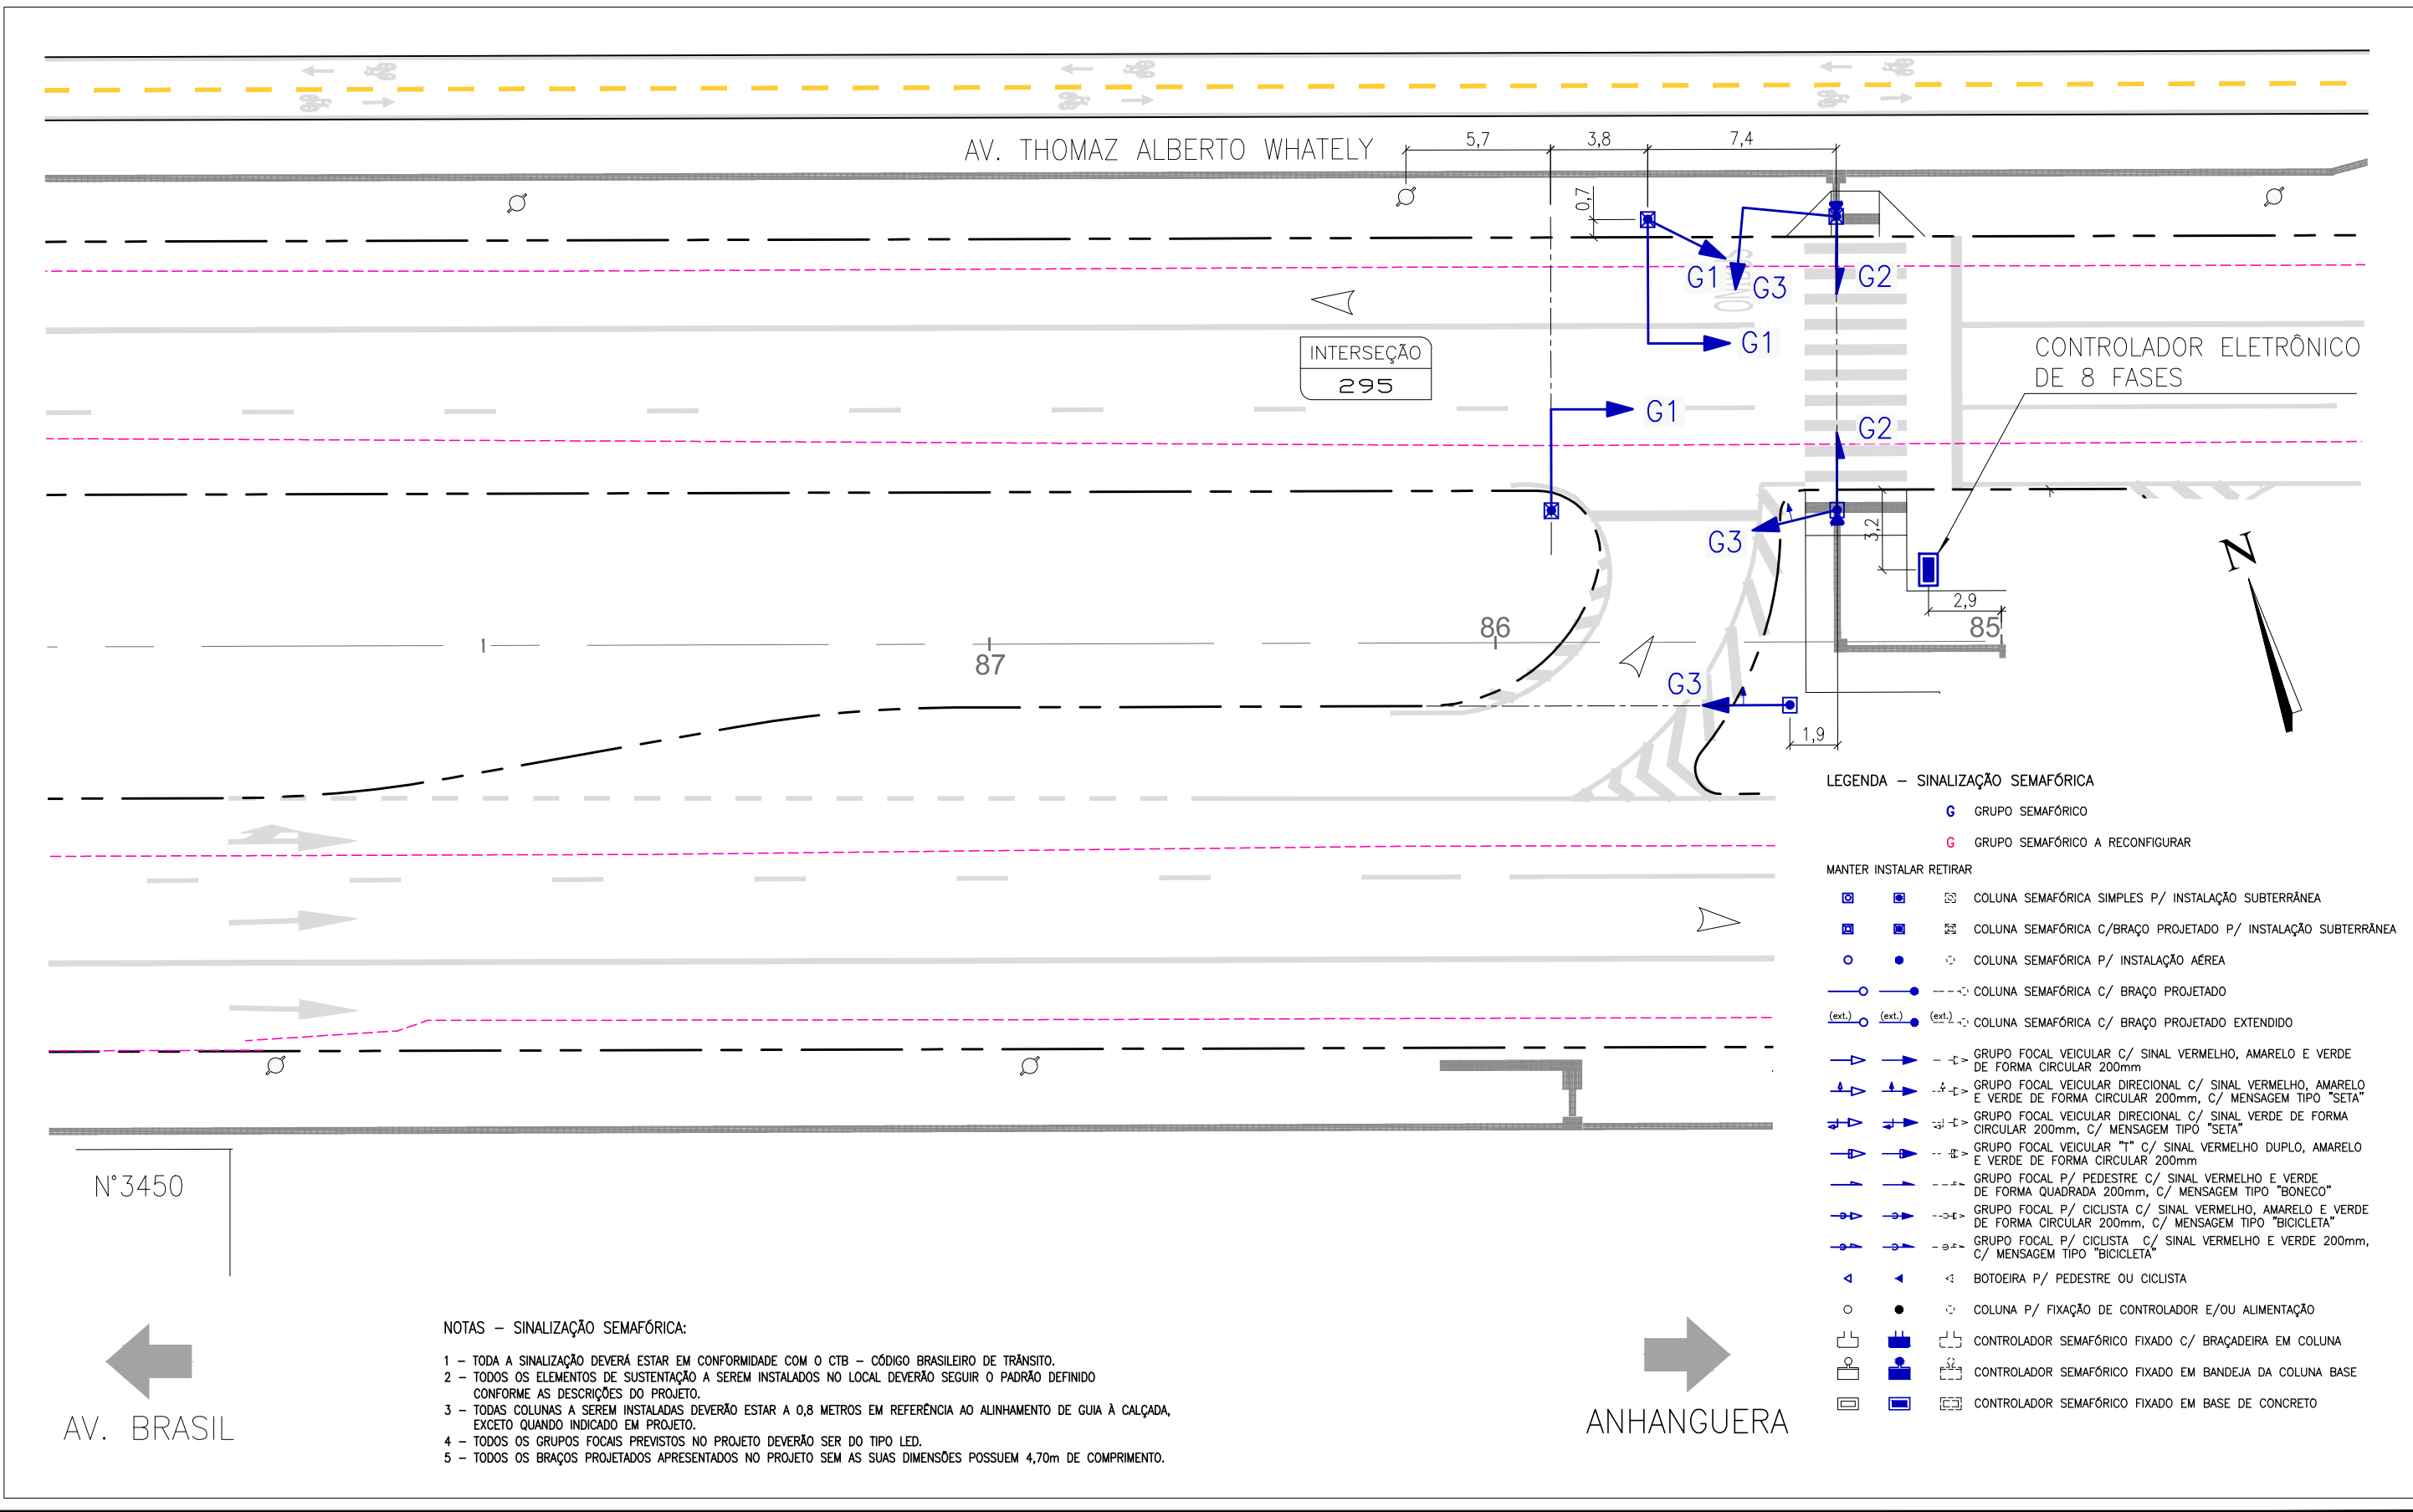 AV. THOMAZ ALBERTO WHATELY
5,7
3,8
7,4
0,7
G1
G3
G2
G1
INTERSEÇÃO
295
CONTROLADOR ELETRÔNICO
DE 8 FASES
G1
G2
G3
3,2
2,9
N
87
86
85
G3
1,9
LEGENDA – SINALIZAÇÃO SEMAFÓRICA
G GRUPO SEMAFÓRICO
G GRUPO SEMAFÓRICO A RECONFIGURAR
MANTER INSTALAR RETIRAR
COLUNA SEMAFÓRICA SIMPLES P/ INSTALAÇÃO SUBTERRÂNEA
COLUNA SEMAFÓRICA C/BRAÇO PROJETADO P/ INSTALAÇÃO SUBTERRÂNEA
COLUNA SEMAFÓRICA P/ INSTALAÇÃO AÉREA
COLUNA SEMAFÓRICA C/ BRAÇO PROJETADO
(ext.) (ext.) (ext.) COLUNA SEMAFÓRICA C/ BRAÇO PROJETADO EXTENDIDO
GRUPO FOCAL VEICULAR C/ SINAL VERMELHO, AMARELO E VERDE
DE FORMA CIRCULAR 200mm
GRUPO FOCAL VEICULAR DIRECIONAL C/ SINAL VERMELHO, AMARELO
E VERDE DE FORMA CIRCULAR 200mm, C/ MENSAGEM TIPO "SETA"
GRUPO FOCAL VEICULAR DIRECIONAL C/ SINAL VERDE DE FORMA
CIRCULAR 200mm, C/ MENSAGEM TIPO "SETA"
GRUPO FOCAL VEICULAR "T" C/ SINAL VERMELHO DUPLO, AMARELO
E VERDE DE FORMA CIRCULAR 200mm
GRUPO FOCAL P/ PEDESTRE C/ SINAL VERMELHO E VERDE
DE FORMA QUADRADA 200mm, C/ MENSAGEM TIPO "BONECO"
GRUPO FOCAL P/ CICLISTA C/ SINAL VERMELHO, AMARELO E VERDE
DE FORMA CIRCULAR 200mm, C/ MENSAGEM TIPO "BICICLETA"
GRUPO FOCAL P/ CICLISTA C/ SINAL VERMELHO E VERDE 200mm,
C/ MENSAGEM TIPO "BICICLETA"
BOTOEIRA P/ PEDESTRE OU CICLISTA
COLUNA P/ FIXAÇÃO DE CONTROLADOR E/OU ALIMENTAÇÃO
CONTROLADOR SEMAFÓRICO FIXADO C/ BRAÇADEIRA EM COLUNA
CONTROLADOR SEMAFÓRICO FIXADO EM BANDEJA DA COLUNA BASE
CONTROLADOR SEMAFÓRICO FIXADO EM BASE DE CONCRETO
N°3450
NOTAS – SINALIZAÇÃO SEMAFÓRICA:
1 – TODA A SINALIZAÇÃO DEVERÁ ESTAR EM CONFORMIDADE COM O CTB – CÓDIGO BRASILEIRO DE TRÂNSITO.
2 – TODOS OS ELEMENTOS DE SUSTENTAÇÃO A SEREM INSTALADOS NO LOCAL DEVERÃO SEGUIR O PADRÃO DEFINIDO
CONFORME AS DESCRIÇÕES DO PROJETO.
3 – TODAS COLUNAS A SEREM INSTALADAS DEVERÃO ESTAR A 0,8 METROS EM REFERÊNCIA AO ALINHAMENTO DE GUIA À CALÇADA,
EXCETO QUANDO INDICADO EM PROJETO.
4 – TODOS OS GRUPOS FOCAIS PREVISTOS NO PROJETO DEVERÃO SER DO TIPO LED.
5 – TODOS OS BRAÇOS PROJETADOS APRESENTADOS NO PROJETO SEM AS SUAS DIMENSÕES POSSUEM 4,70m DE COMPRIMENTO.
AV. BRASIL
ANHANGUERA